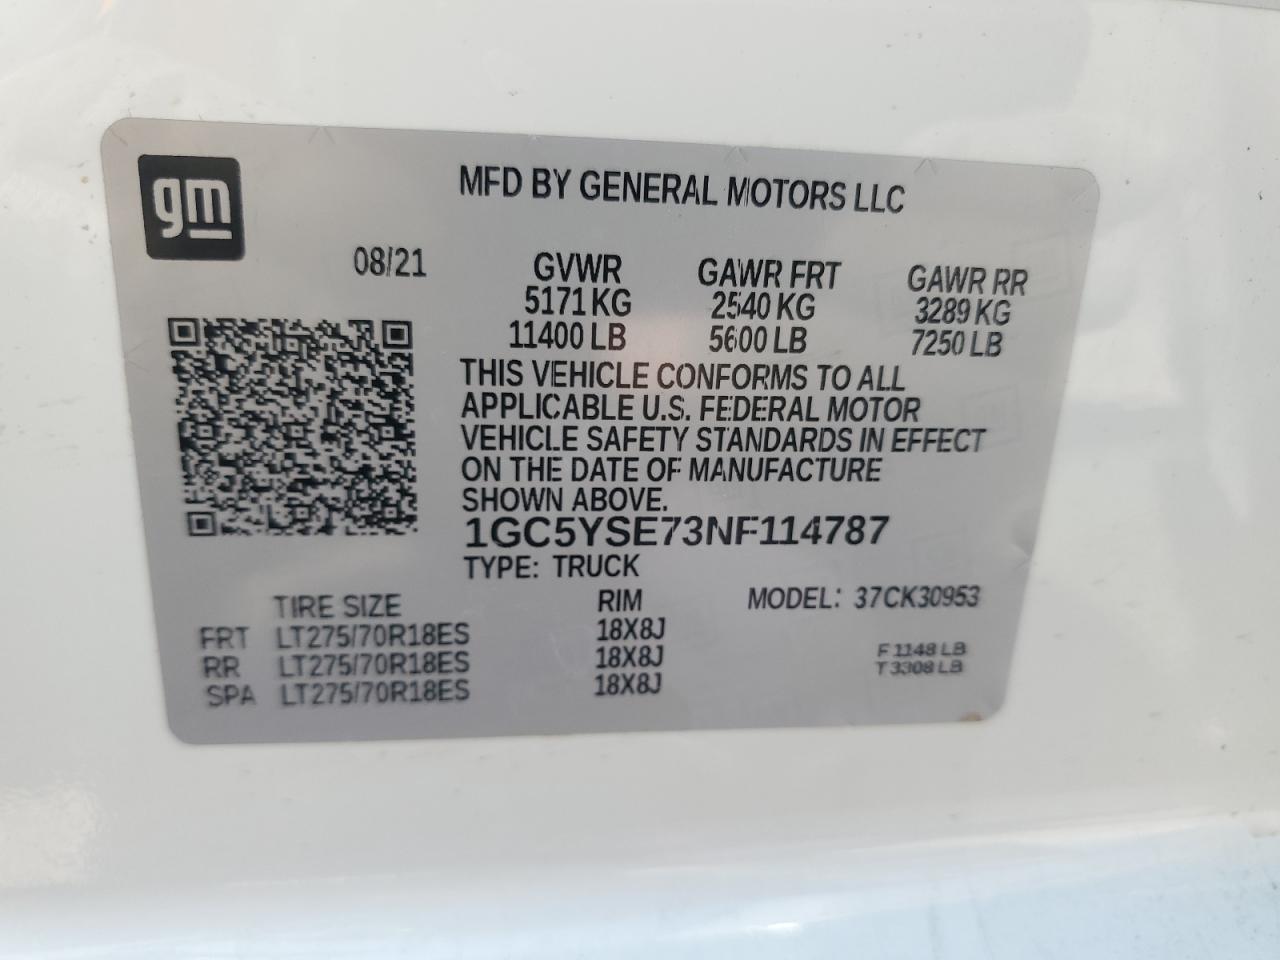 gm
MFD BY GENERAL MOTORS LLC
08/21
GVWR GAWR FRT GAWR RR
5171 KG 2540 KG 3289 KG
11400 LB 5600 LB 7250 LB
THIS VEHICLE CONFORMS TO ALL
APPLICABLE U.S. FEDERAL MOTOR
VEHICLE SAFETY STANDARDS IN EFFECT
ON THE DATE OF MANUFACTURE
SHOWN ABOVE.
1GC5YSE73NF114787
TYPE: TRUCK
TIRE SIZE RIM MODEL: 37CK30953
FRT LT275/70R18ES 18X8J
RR LT275/70R18ES 18X8J
SPA LT275/70R18ES 18X8J
F 1148 LB
T 3308 LB